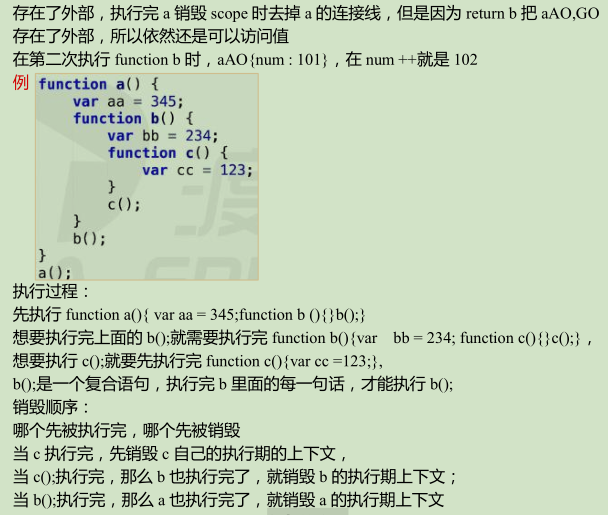 存在了外部，执行完 a 销毁 scope 时去掉 a 的连接线，但是因为 return b 把 aAO,GO
存在了外部，所以依然还是可以访问值
在第二次执行 function b 时，aAO{num : 101}，在 num ++就是 102
例
function a() {
    var aa = 345;
    function b() {
        var bb = 234;
        function c() {
            var cc = 123;
        }
        c();
    }
    b();
}
a();
执行过程：
先执行 function a(){ var aa = 345;function b (){}b();}
想要执行完上面的 b();就需要执行完 function b(){var    bb = 234; function c(){}c();}，
想要执行 c();就要先执行完 function c(){var cc =123;},
b();是一个复合语句，执行完 b 里面的每一句话，才能执行 b();
销毁顺序：
哪个先被执行完，哪个先被销毁
当 c 执行完，先销毁 c 自己的执行期的上下文，
当 c();执行完，那么 b 也执行完了，就销毁 b 的执行期上下文；
当 b();执行完，那么 a 也执行完了，就销毁 a 的执行期上下文